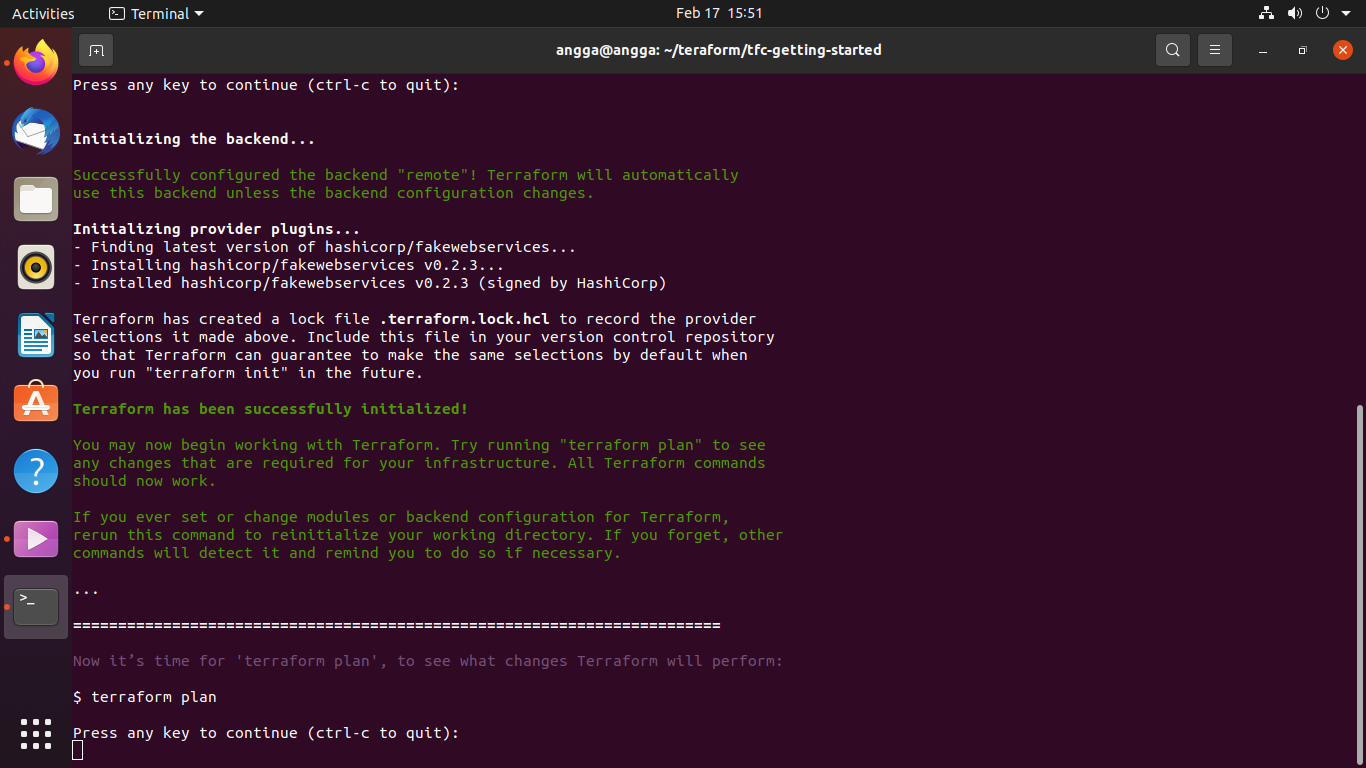 Activities
Terminal
Feb 17 15:51
angga@angga: ~/teraform/tfc-getting-started
Press any key to continue (ctrl-c to quit):
Initializing the backend...
Successfully configured the backend "remote"! Terraform will automatically
use this backend unless the backend configuration changes.
Initializing provider plugins...
- Finding latest version of hashicorp/fakewebservices...
- Installing hashicorp/fakewebservices v0.2.3...
- Installed hashicorp/fakewebservices v0.2.3 (signed by HashiCorp)
Terraform has created a lock file .terraform.lock.hcl to record the provider
selections it made above. Include this file in your version control repository
so that Terraform can guarantee to make the same selections by default when
you run "terraform init" in the future.
Terraform has been successfully initialized!
You may now begin working with Terraform. Try running "terraform plan" to see
any changes that are required for your infrastructure. All Terraform commands
should now work.
If you ever set or change modules or backend configuration for Terraform,
rerun this command to reinitialize your working directory. If you forget, other
commands will detect it and remind you to do so if necessary.
...
========================================================================
Now it’s time for 'terraform plan', to see what changes Terraform will perform:
$ terraform plan
Press any key to continue (ctrl-c to quit):